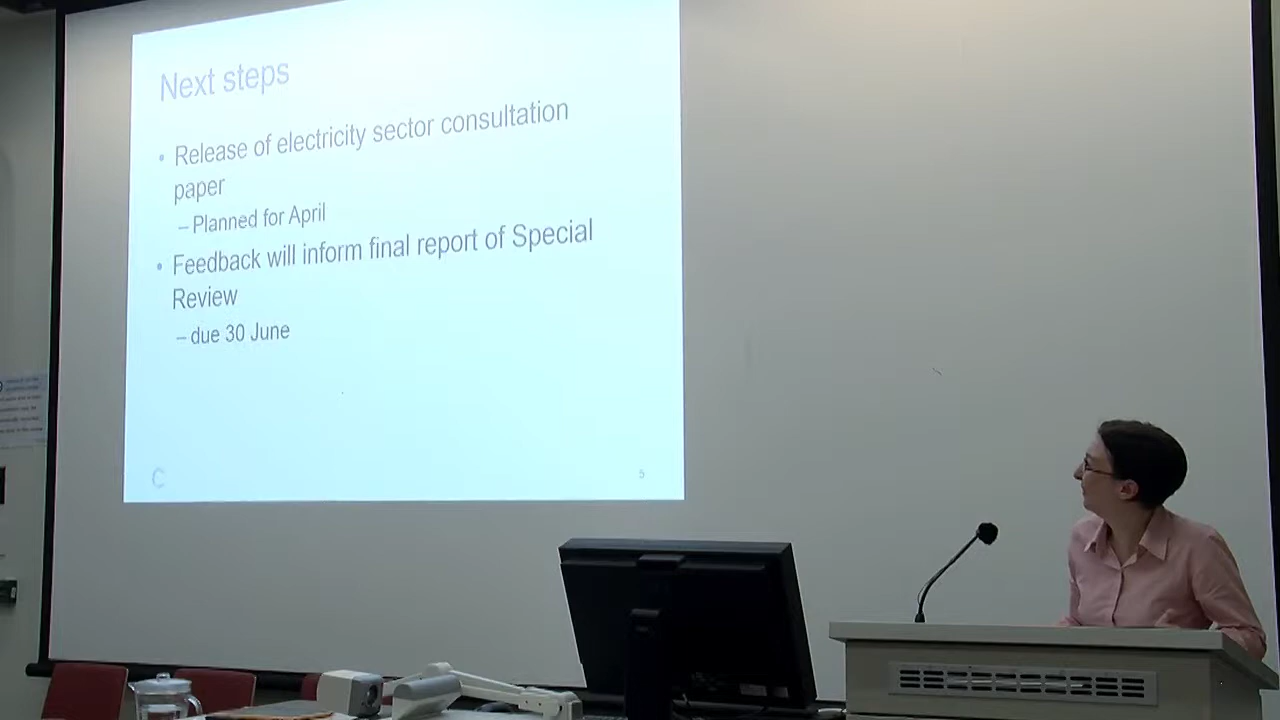 Next steps
• Release of electricity sector consultation
paper
– Planned for April
• Feedback will inform final report of Special
Review
– due 30 June
C
5